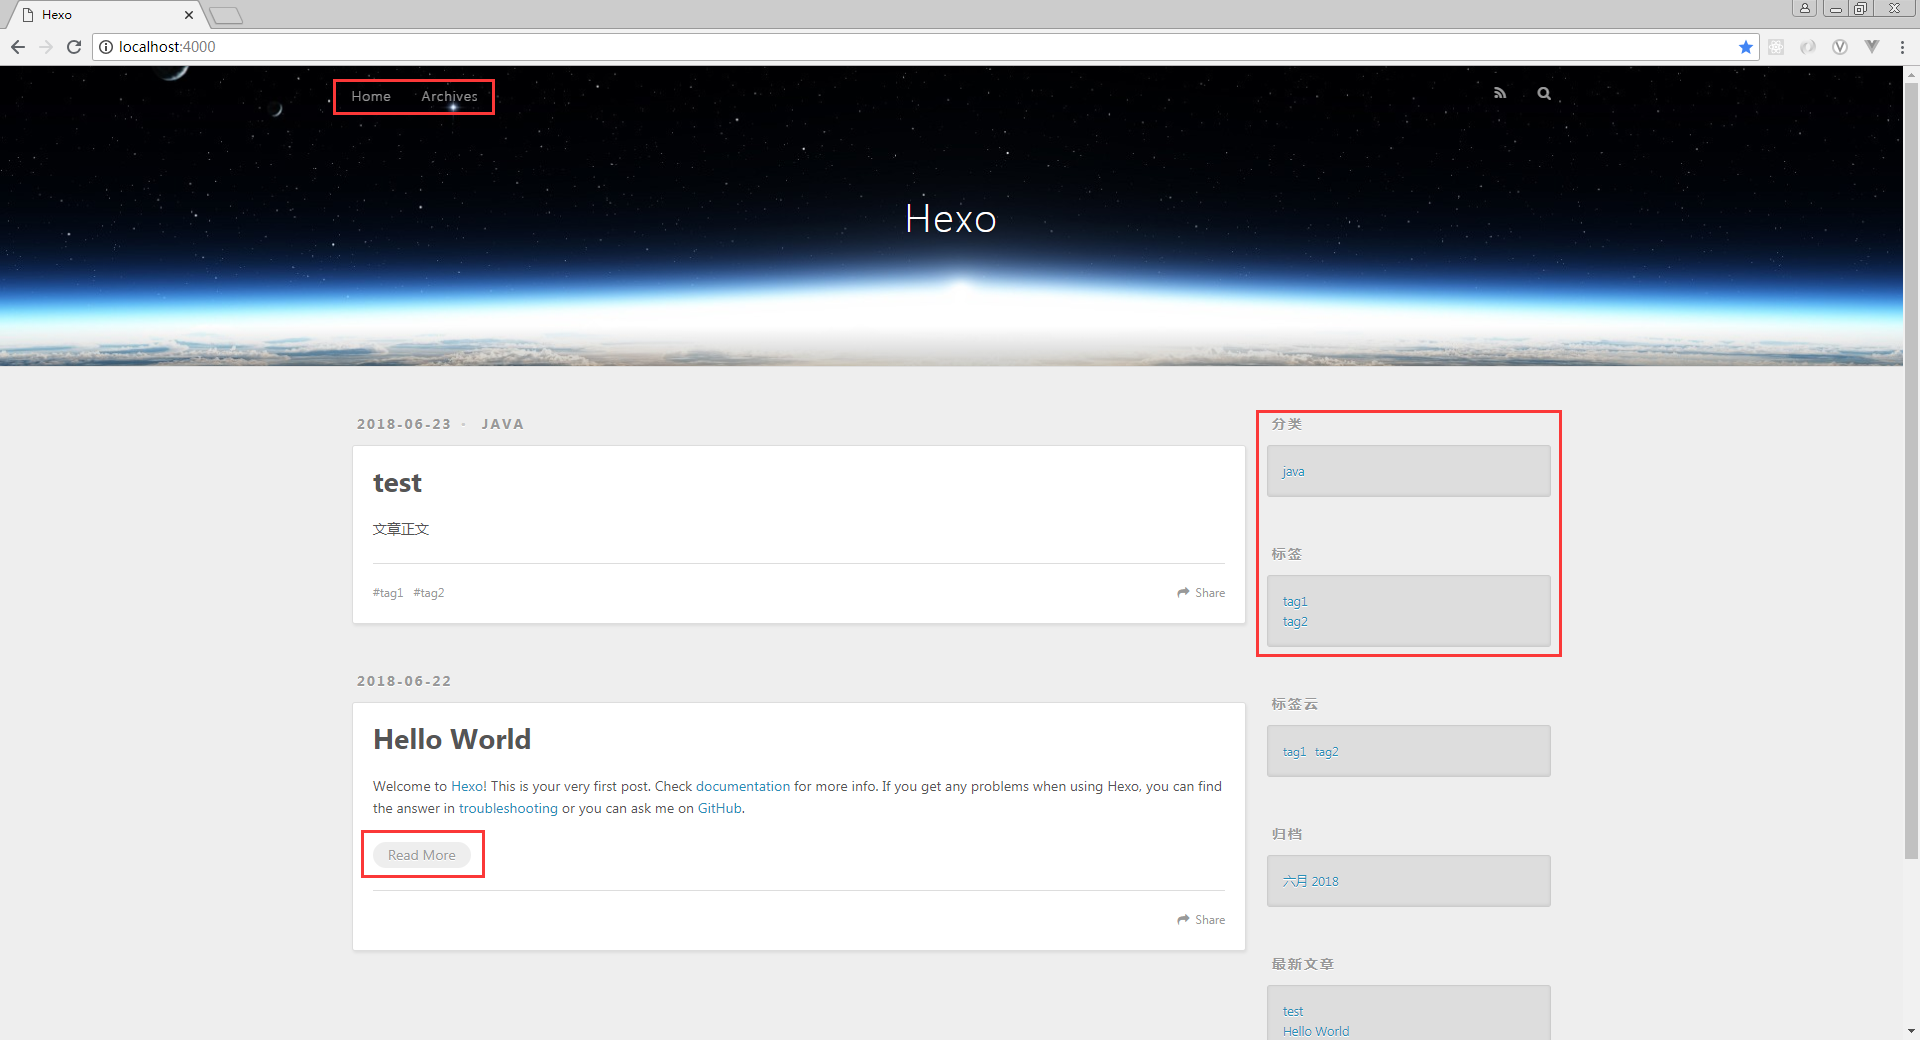 Hexo
localhost:4000
Home Archives
Hexo
2018-06-23 • JAVA
test
文章正文
#tag1 #tag2 Share
2018-06-22
Hello World
Welcome to Hexo! This is your very first post. Check documentation for more info. If you get any problems when using Hexo, you can find
the answer in troubleshooting or you can ask me on GitHub.
Read More
Share
分类
java
标签
tag1
tag2
标签云
tag1 tag2
归档
六月 2018
最新文章
test
Hello World